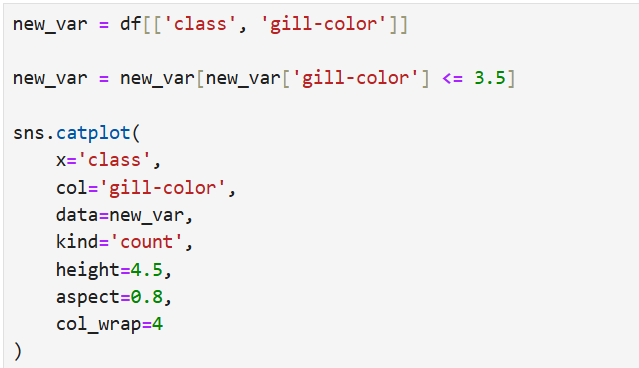 new_var = df[['class', 'gill-color']]
new_var = new_var[new_var['gill-color'] <= 3.5]
sns.catplot(
    x='class',
    col='gill-color',
    data=new_var,
    kind='count',
    height=4.5,
    aspect=0.8,
    col_wrap=4
)